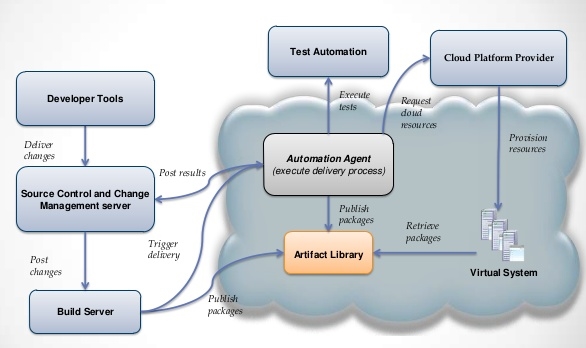 Test Automation
Cloud Platform Provider
Developer Tools
Execute
tests
Request
cloud
resources
Deliver
changes
Provision
resources
Automation Agent
(execute delivery process)
Post results
Source Control and Change
Management server
Publish
packages
Retrieve
packages
Trigger
delivery
Artifact Library
Post
changes
Virtual System
Publish
packages
Build Server